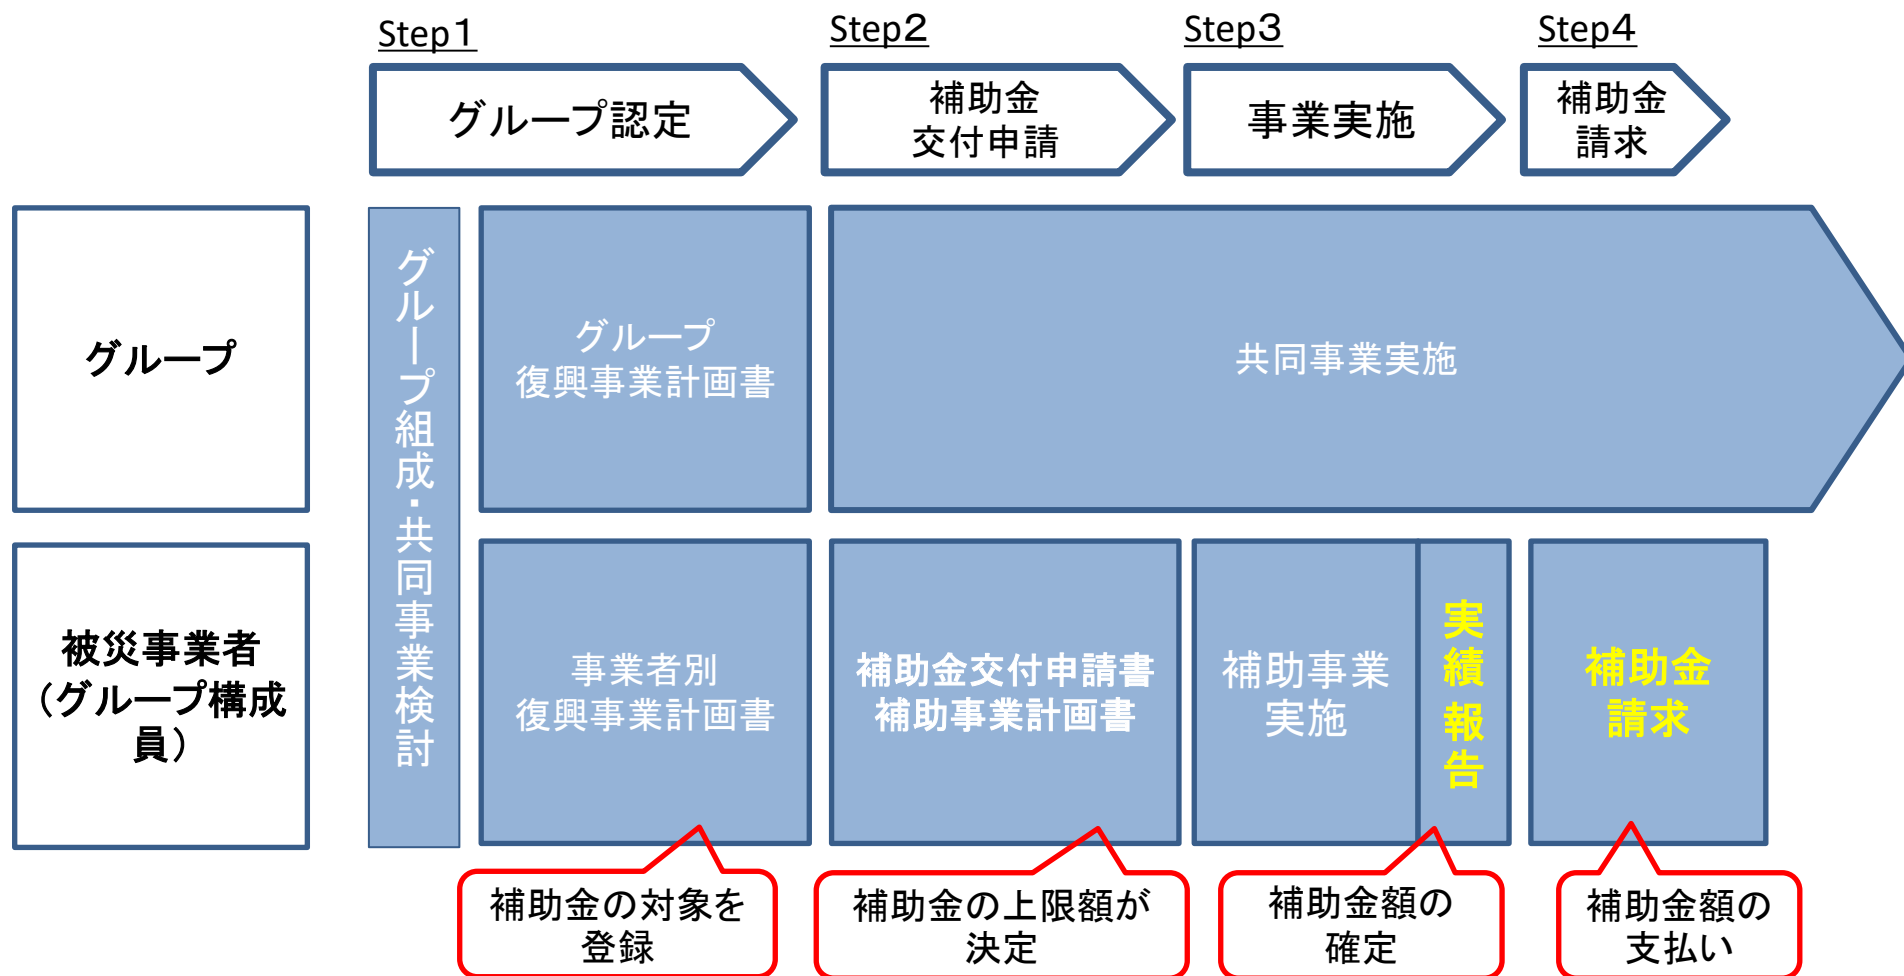 Step1
Step2
Step3
Step4
グループ認定
補助金
交付申請
事業実施
補助金
請求
グループ
グループ組成・共同事業検討
グループ
復興事業計画書
共同事業実施
被災事業者
（グループ構成
員）
事業者別
復興事業計画書
補助金交付申請書
補助事業計画書
補助事業
実施
実績報告
補助金
請求
補助金の対象を
登録
補助金の上限額が
決定
補助金額の
確定
補助金額の
支払い